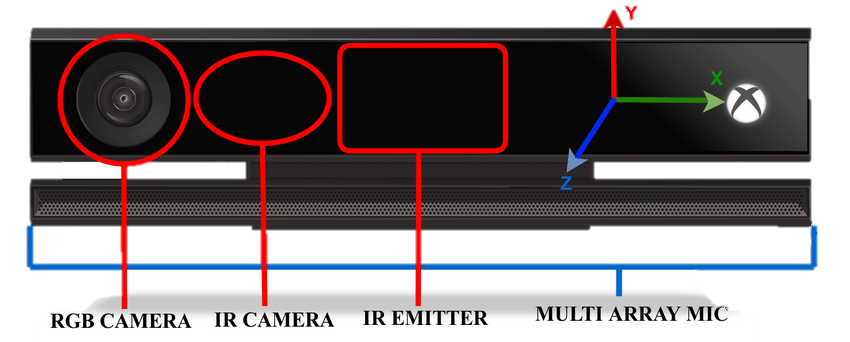 Y
X
Z
RGB CAMERA
IR CAMERA
IR EMITTER
MULTI ARRAY MIC